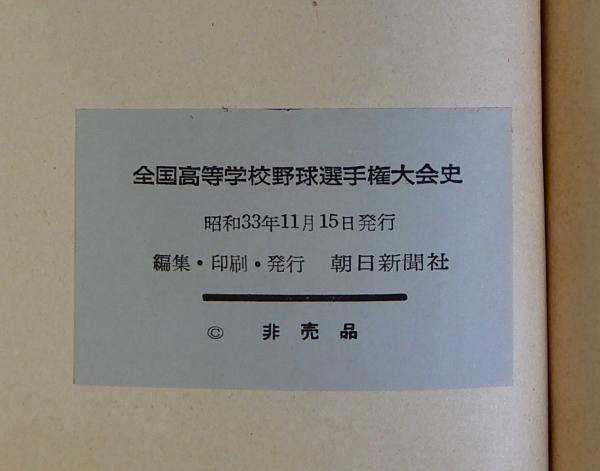 全国高等学校野球選手権大会史
昭和33年11月15日発行
編集・印刷・発行 朝日新聞社
© 非売品